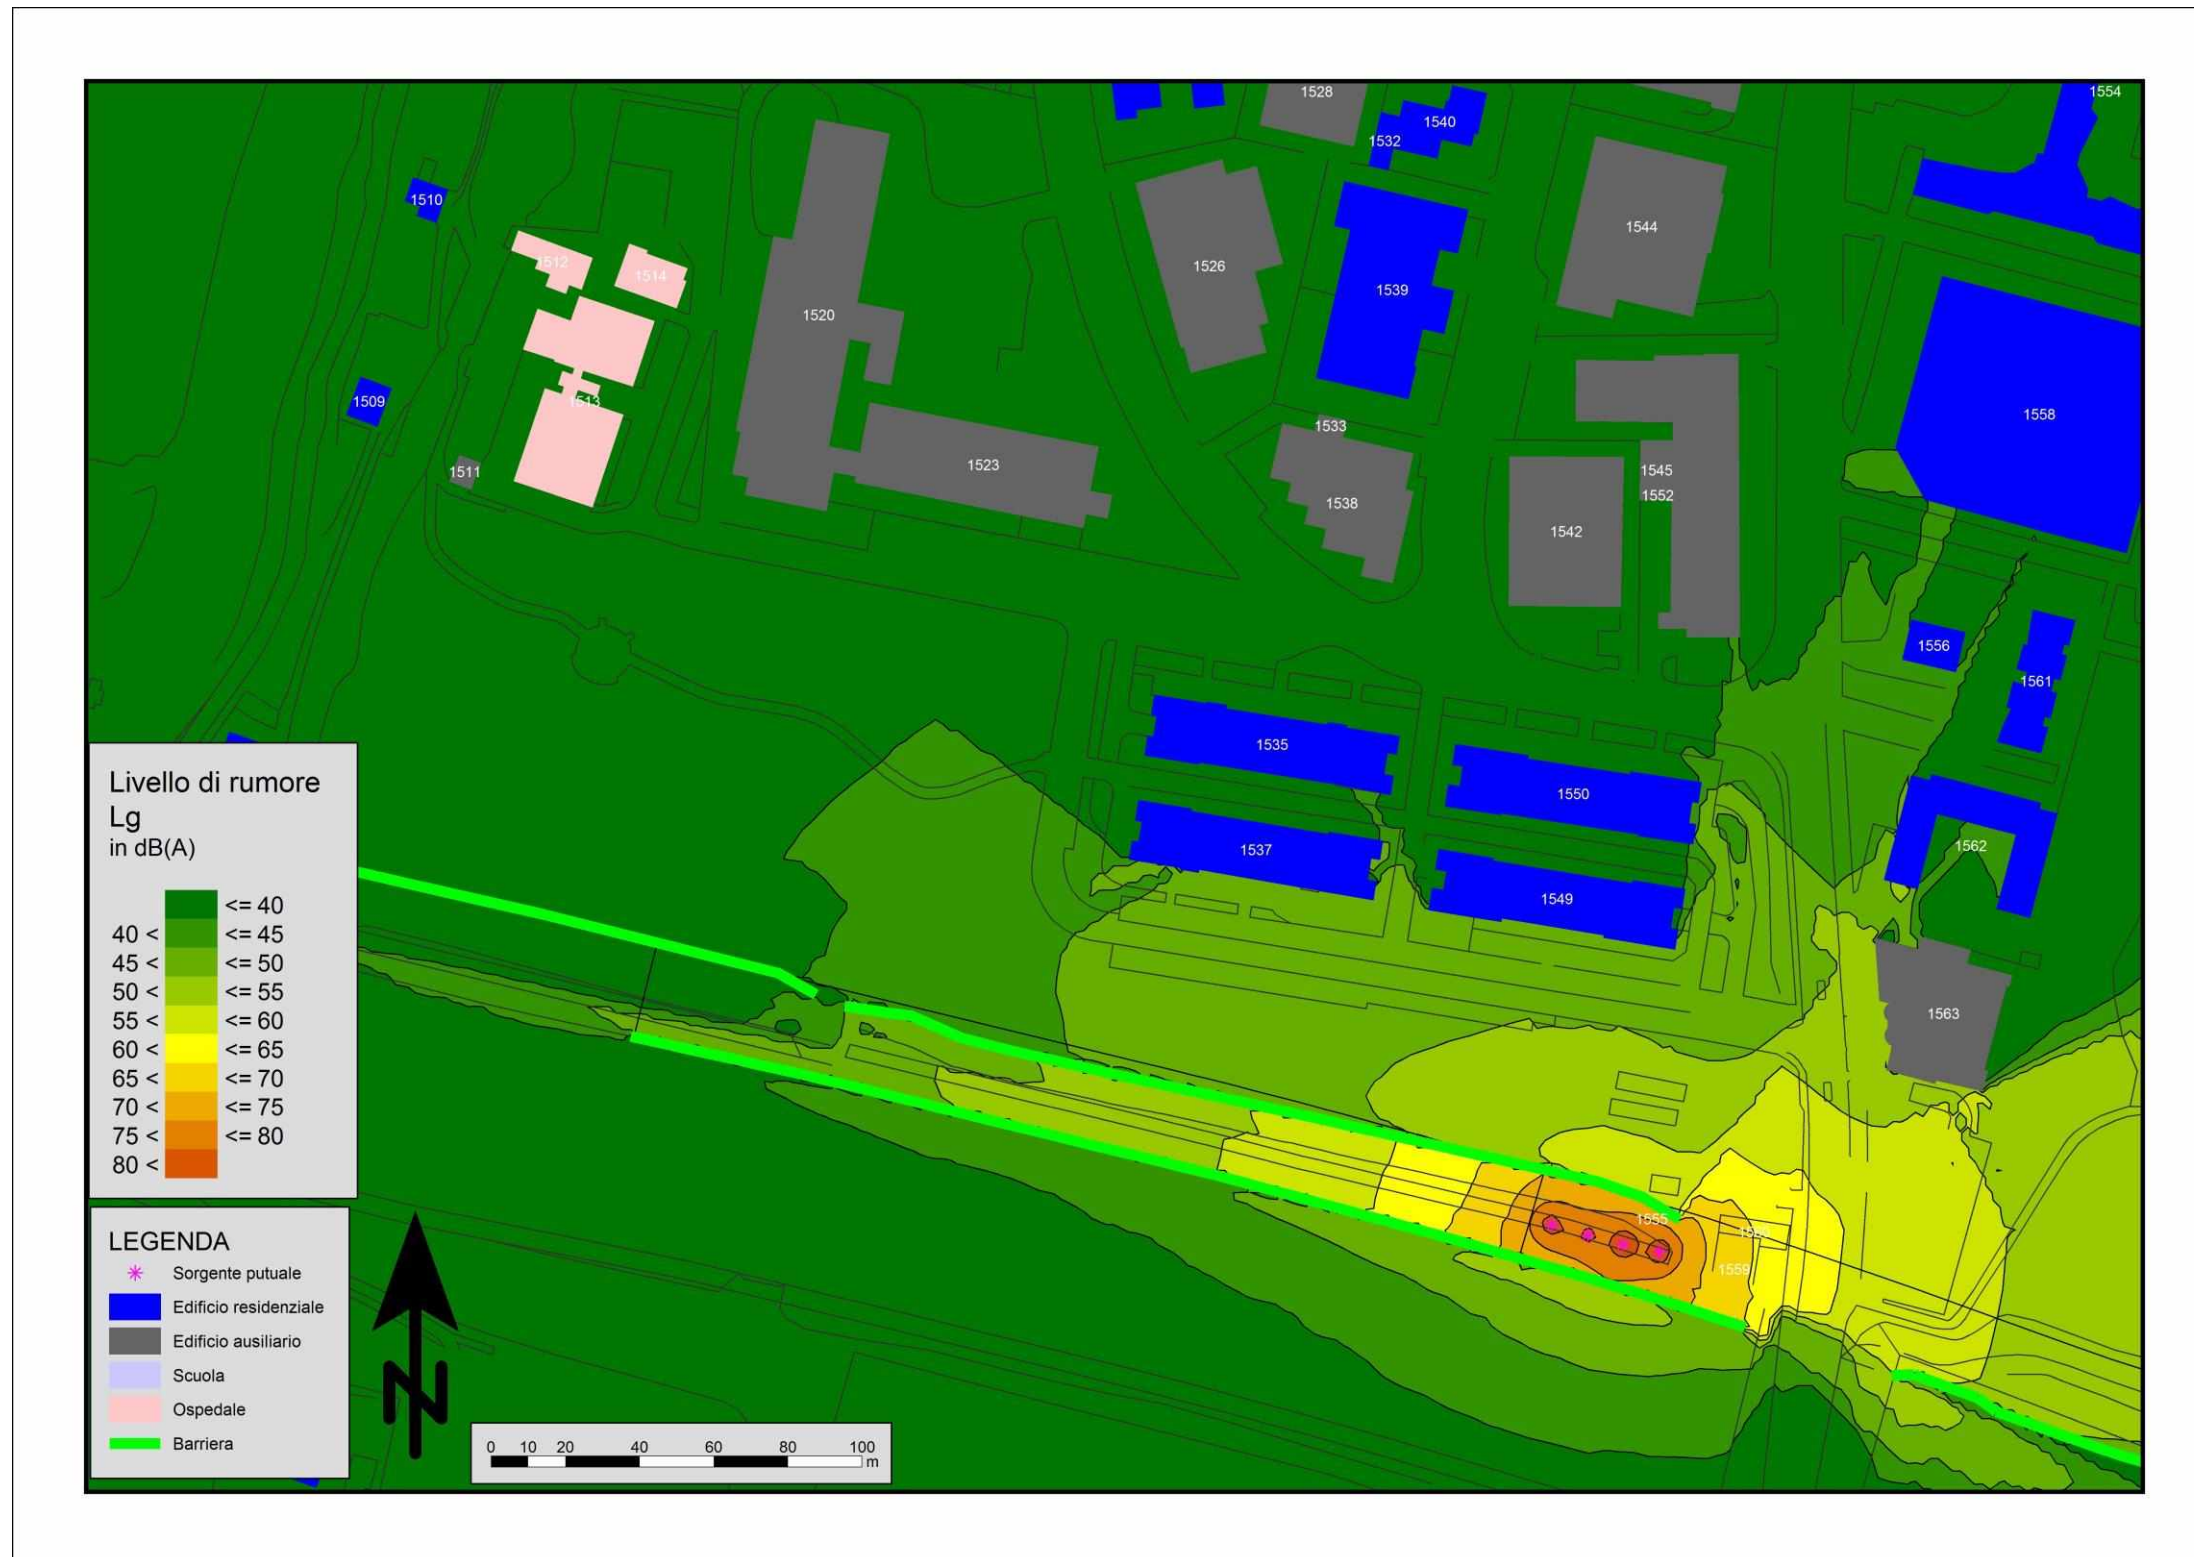 1528
1554
1540
1532
1510
1544
1512
1514
1526
1539
1520
1509
1513
1558
1533
1523
1511
1545
1552
1538
1542
1556
1561
1535
1550
1562
1537
1549
1563
1555
1559
Livello di rumore
Lg
in dB(A)
<= 40
40 < <= 45
45 < <= 50
50 < <= 55
55 < <= 60
60 < <= 65
65 < <= 70
70 < <= 75
75 < <= 80
80 <
LEGENDA
Sorgente putuale
Edificio residenziale
Edificio ausiliario
Scuola
Ospedale
Barriera
N
0 10 20 40 60 80 100
m